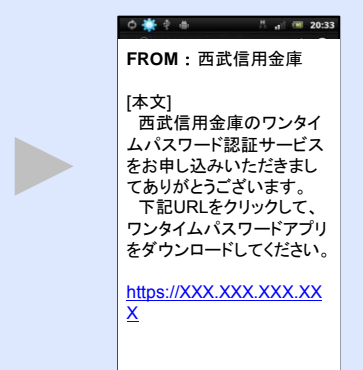 20:33
FROM：西武信用金庫
[本文]
　西武信用金庫のワンタイ
ムパスワード認証サービス
をお申し込みいただきまし
てありがとうございます。
　下記URLをクリックして、
ワンタイムパスワードアプリ
をダウンロードしてください。
https://XXX.XXX.XXX.XX
X